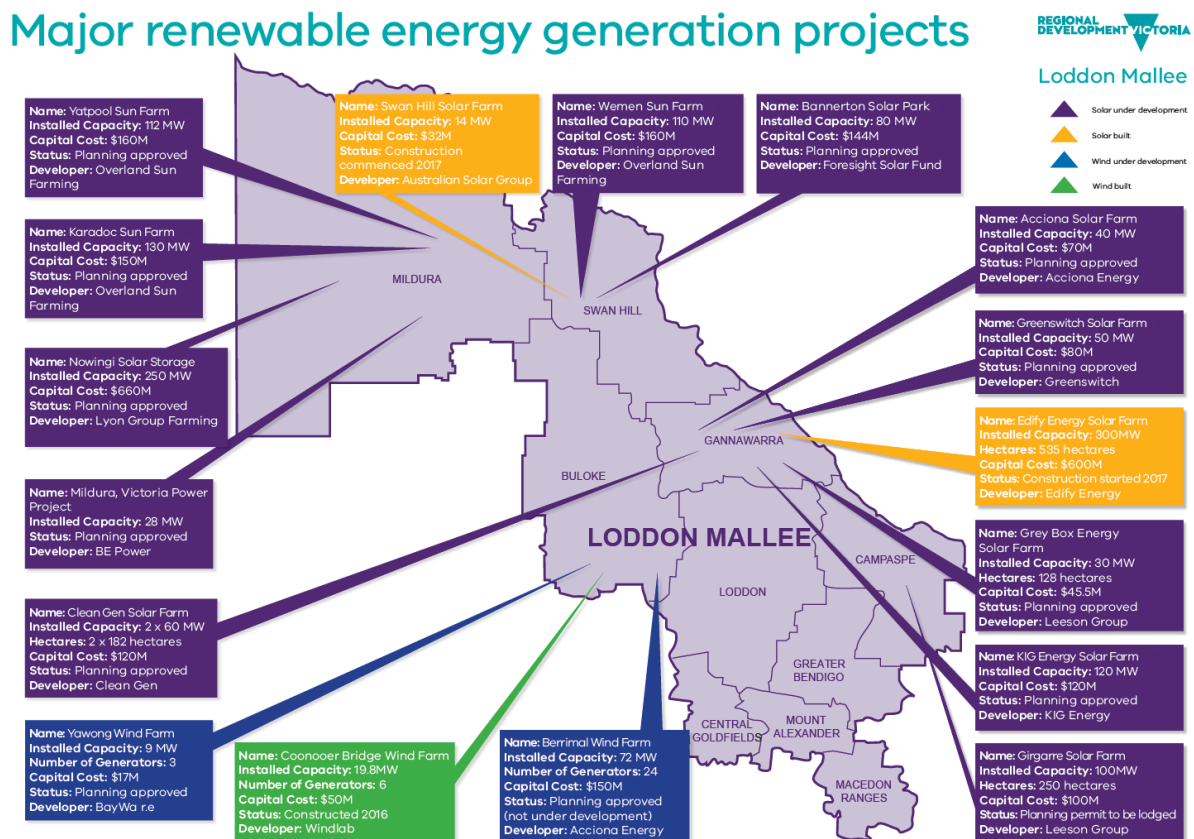 Major renewable energy generation projects
REGIONAL
DEVELOPMENT VICTORIA
Loddon Mallee
Solar under development
Solar built
Wind under development
Wind built
Name: Yatpool Sun Farm
Installed Capacity: 112 MW
Capital Cost: $160M
Status: Planning approved
Developer: Overland Sun
Farming
Name: Swan Hill Solar Farm
Installed Capacity: 14 MW
Capital Cost: $32M
Status: Construction
commenced 2017
Developer: Australian Solar Group
Name: Wemen Sun Farm
Installed Capacity: 110 MW
Capital Cost: $160M
Status: Planning approved
Developer: Overland Sun
Farming
Name: Bannerton Solar Park
Installed Capacity: 80 MW
Capital Cost: $144M
Status: Planning approved
Developer: Foresight Solar Fund
Name: Karadoc Sun Farm
Installed Capacity: 130 MW
Capital Cost: $150M
Status: Planning approved
Developer: Overland Sun
Farming
Name: Nowingi Solar Storage
Installed Capacity: 250 MW
Capital Cost: $660M
Status: Planning approved
Developer: Lyon Group Farming
Name: Mildura, Victoria Power
Project
Installed Capacity: 28 MW
Status: Planning approved
Developer: BE Power
Name: Clean Gen Solar Farm
Installed Capacity: 2 x 60 MW
Hectares: 2 x 182 hectares
Capital Cost: $120M
Status: Planning approved
Developer: Clean Gen
Name: Yawong Wind Farm
Installed Capacity: 9 MW
Number of Generators: 3
Capital Cost: $17M
Status: Planning approved
Developer: BayWa r.e
Name: Coonooer Bridge Wind Farm
Installed Capacity: 19.8MW
Number of Generators: 6
Capital Cost: $50M
Status: Constructed 2016
Developer: Windlab
Name: Berrimal Wind Farm
Installed Capacity: 72 MW
Number of Generators: 24
Capital Cost: $150M
Status: Planning approved
(not under development)
Developer: Acciona Energy
Name: Acciona Solar Farm
Installed Capacity: 40 MW
Capital Cost: $70M
Status: Planning approved
Developer: Acciona Energy
Name: Greenswitch Solar Farm
Installed Capacity: 50 MW
Capital Cost: $80M
Status: Planning approved
Developer: Greenswitch
Name: Edify Energy Solar Farm
Installed Capacity: 300MW
Hectares: 535 hectares
Capital Cost: $600M
Status: Construction started 2017
Developer: Edify Energy
Name: Grey Box Energy
Solar Farm
Installed Capacity: 30 MW
Hectares: 128 hectares
Capital Cost: $45.5M
Status: Planning approved
Developer: Leeson Group
Name: KIG Energy Solar Farm
Installed Capacity: 120 MW
Capital Cost: $120M
Status: Planning approved
Developer: KIG Energy
Name: Girgarre Solar Farm
Installed Capacity: 100MW
Hectares: 250 hectares
Capital Cost: $100M
Status: Planning permit to be lodged
Developer: Leeson Group
MILDURA
SWAN HILL
GANNAWARRA
BULOKE
LODDON MALLEE
CAMPASPE
LODDON
GREATER
BENDIGO
CENTRAL
GOLDFIELDS
MOUNT
ALEXANDER
MACEDON
RANGES